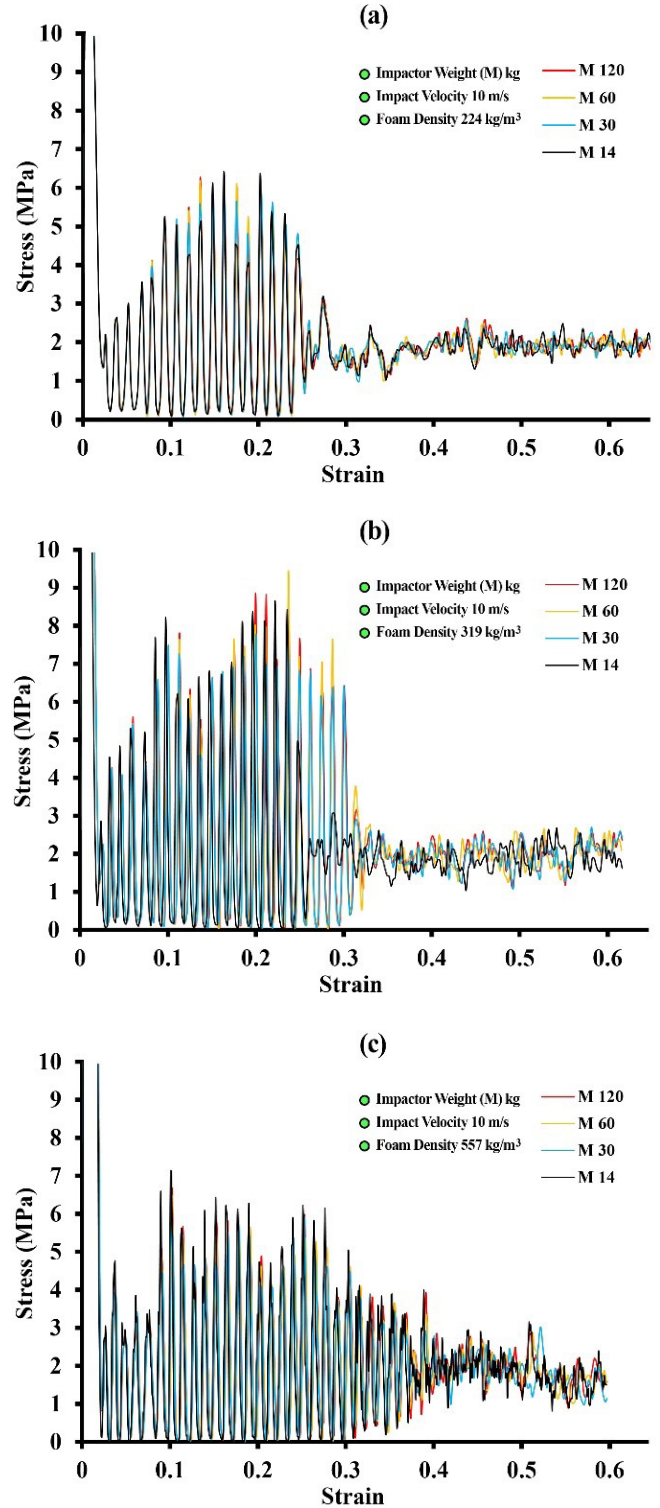 (a)
10
9
8
7
6
5
4
3
2
1
0
Stress (MPa)
Impactor Weight (M) kg
Impact Velocity 10 m/s
Foam Density 224 kg/m³
M 120
M 60
M 30
M 14
0 0.1 0.2 0.3 0.4 0.5 0.6
Strain
(b)
10
9
8
7
6
5
4
3
2
1
0
Stress (MPa)
Impactor Weight (M) kg
Impact Velocity 10 m/s
Foam Density 319 kg/m³
M 120
M 60
M 30
M 14
0 0.1 0.2 0.3 0.4 0.5 0.6
Strain
(c)
10
9
8
7
6
5
4
3
2
1
0
Stress (MPa)
Impactor Weight (M) kg
Impact Velocity 10 m/s
Foam Density 557 kg/m³
M 120
M 60
M 30
M 14
0 0.1 0.2 0.3 0.4 0.5 0.6
Strain